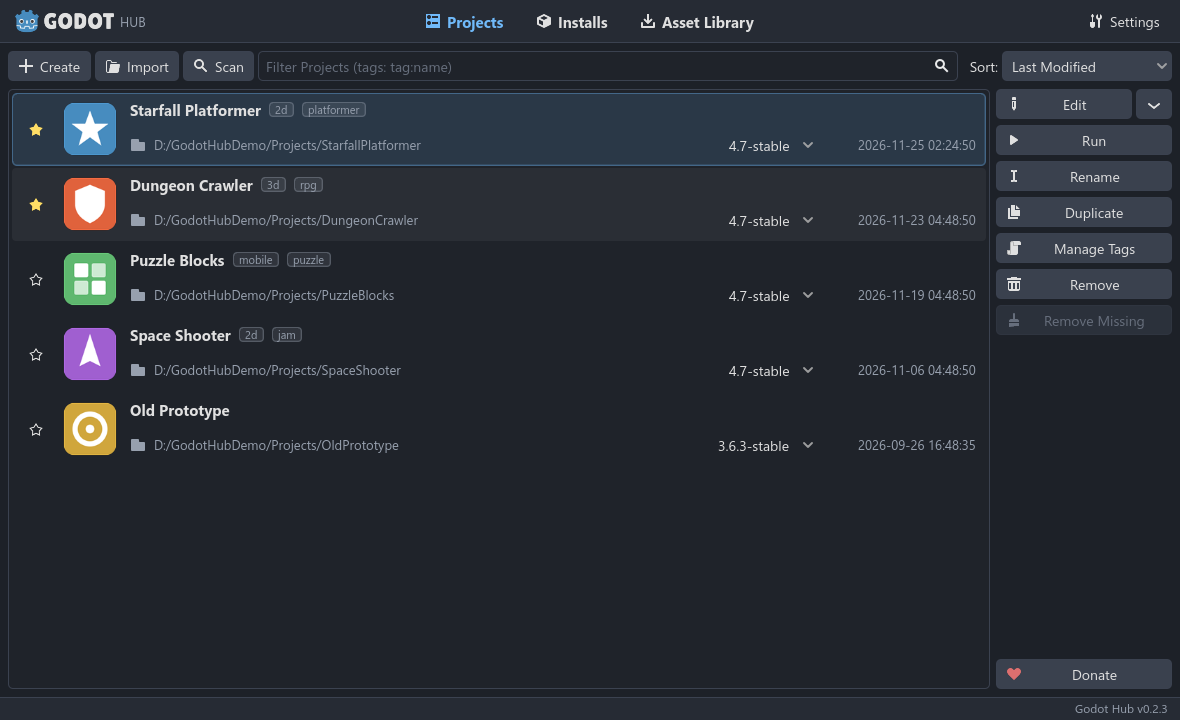 GODOT HUB
Projects
Installs
Asset Library
Settings
Create
Import
Scan
Filter Projects (tags: tag:name)
Sort:
Last Modified
Starfall Platformer 2d platformer
D:/GodotHubDemo/Projects/StarfallPlatformer 4.7-stable 2026-11-25 02:24:50
Dungeon Crawler 3d rpg
D:/GodotHubDemo/Projects/DungeonCrawler 4.7-stable 2026-11-23 04:48:50
Puzzle Blocks mobile puzzle
D:/GodotHubDemo/Projects/PuzzleBlocks 4.7-stable 2026-11-19 04:48:50
Space Shooter 2d jam
D:/GodotHubDemo/Projects/SpaceShooter 4.7-stable 2026-11-06 04:48:50
Old Prototype
D:/GodotHubDemo/Projects/OldPrototype 3.6.3-stable 2026-09-26 16:48:35
Edit
Run
Rename
Duplicate
Manage Tags
Remove
Remove Missing
Donate
Godot Hub v0.2.3